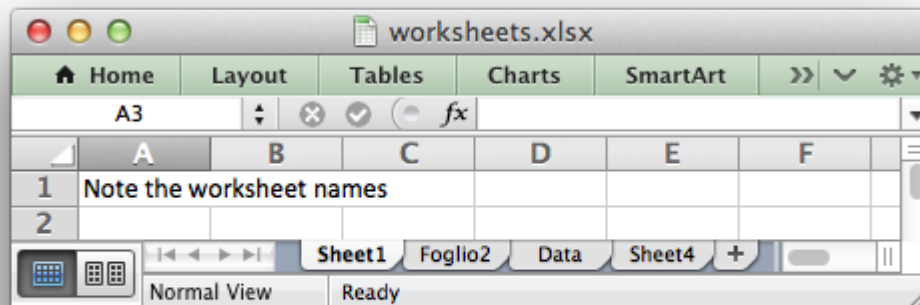 worksheets.xlsx
Home Layout Tables Charts SmartArt
A3 fx
A B C D E F
1 Note the worksheet names
2
Sheet1 Foglio2 Data Sheet4 +
Normal View Ready